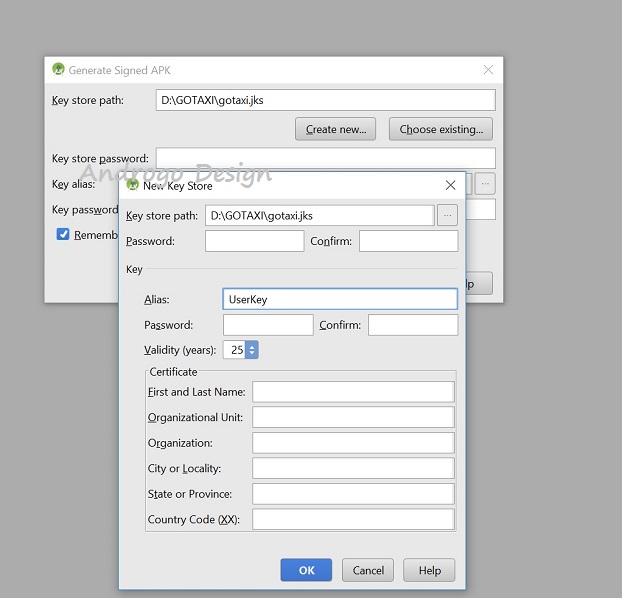 Generate Signed APK
Key store path: D:\GOTAXI\gotaxi.jks
Create new... Choose existing...
Key store password:
Androyo Design
Key alias: ...
Key password
Rememb
lp
New Key Store
Key store path: D:\GOTAXI\gotaxi.jks ...
Password: Confirm:
Key
Alias: UserKey
Password: Confirm:
Validity (years): 25
Certificate
First and Last Name:
Organizational Unit:
Organization:
City or Locality:
State or Province:
Country Code (XX):
OK Cancel Help